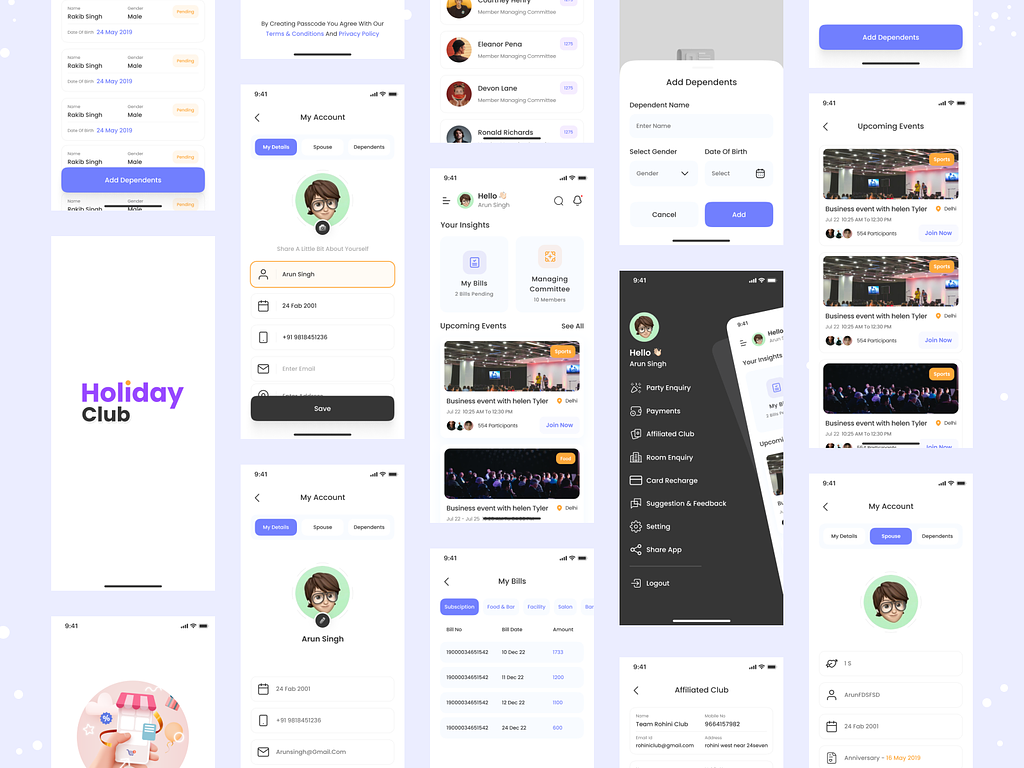 Name
Rakib Singh
Gender
Male
Pending
Date Of Birth 24 May 2019
Name
Rakib Singh
Gender
Male
Pending
Date Of Birth 24 May 2019
Name
Rakib Singh
Gender
Male
Pending
Date Of Birth 24 May 2019
Name
Rakib Singh
Gender
Male
Pending
Add Dependents
Rakib Singh
Male
Pending
Holiday
Club
9:41
By Creating Passcode You Agree With Our
Terms & Conditions And Privacy Policy
9:41
My Account
My Details
Spouse
Dependents
Share A Little Bit About Yourself
Arun Singh
24 Fab 2001
+91 9818451236
Enter Email
Save
9:41
My Account
My Details
Spouse
Dependents
Arun Singh
24 Fab 2001
+91 9818451236
Arunsingh@Gmail.Com
Courtney Henry
Member Managing Committee
1275
Eleanor Pena
Member Managing Committee
1275
Devon Lane
Member Managing Committee
1275
Ronald Richards
1275
9:41
Hello
Arun Singh
Your Insights
My Bills
2 Bills Pending
Managing
Committee
10 Members
Upcoming Events
See All
Sports
Business event with helen Tyler
Delhi
Jul 22 10:25 AM To 12:30 PM
554 Participants
Join Now
Food
Business event with helen Tyler
Delhi
Jul 22 - Jul 25
9:41
My Bills
Subsciption
Food & Bar
Facility
Salon
Bar
Bill No
Bill Date
Amount
19000034651542
10 Dec 22
1733
19000034651542
11 Dec 22
1200
19000034651542
12 Dec 22
1100
19000034651542
24 Dec 22
600
Add Dependents
Dependent Name
Enter Name
Select Gender
Date Of Birth
Gender
Select
Cancel
Add
9:41
Hello
Arun Singh
Party Enquiry
Payments
Affiliated Club
Room Enquiry
Card Recharge
Suggestion & Feedback
Setting
Share App
Logout
9:41
Hello
Arun
Your Insights
My Bi
2 Bills
Upcomi
9:41
Affiliated Club
Name
Team Rohini Club
Mobile No
9664157982
Email Id
rohiniclub@gmail.com
Address
rohini west near 24seven
Add Dependents
9:41
Upcoming Events
Sports
Business event with helen Tyler
Delhi
Jul 22 10:25 AM To 12:30 PM
554 Participants
Join Now
Sports
Business event with helen Tyler
Delhi
Jul 22 10:25 AM To 12:30 PM
554 Participants
Join Now
Sports
Business event with helen Tyler
Delhi
Jul 22 10:25 AM To 12:30 PM
554 Participants
Join Now
9:41
My Account
My Details
Spouse
Dependents
1 S
ArunFDSFSD
24 Fab 2001
Anniversary - 16 May 2019